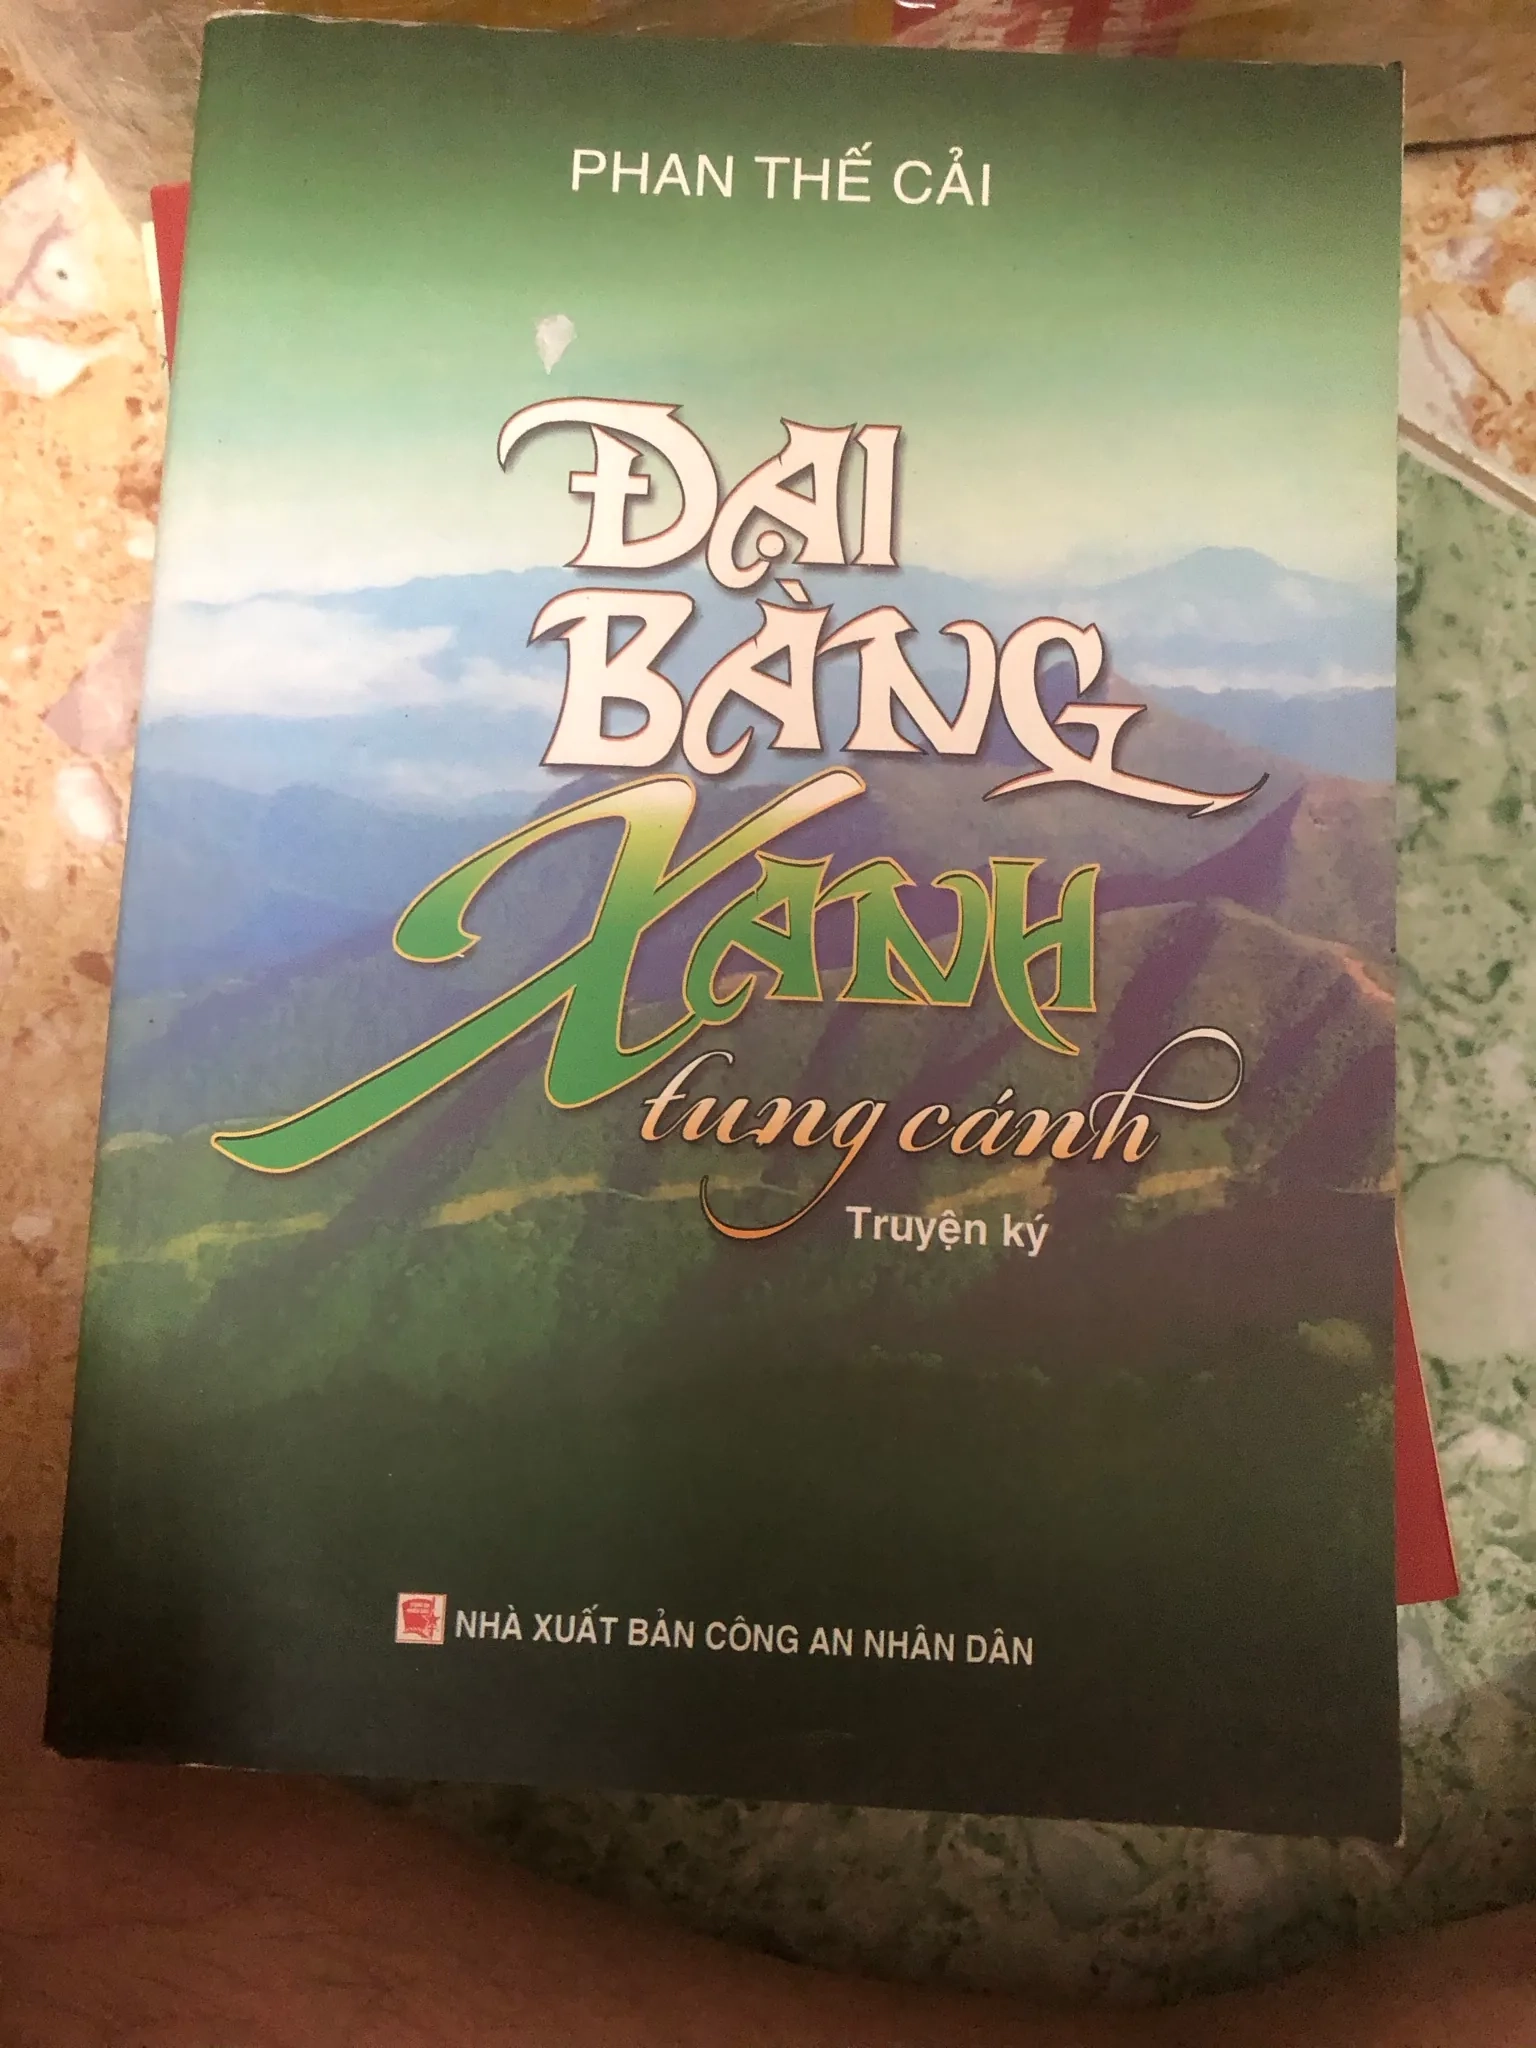 PHAN THẾ CẢI
ĐẠI
BÀNG
XANH
tung cánh
Truyện ký
NHÀ XUẤT BẢN CÔNG AN NHÂN DÂN